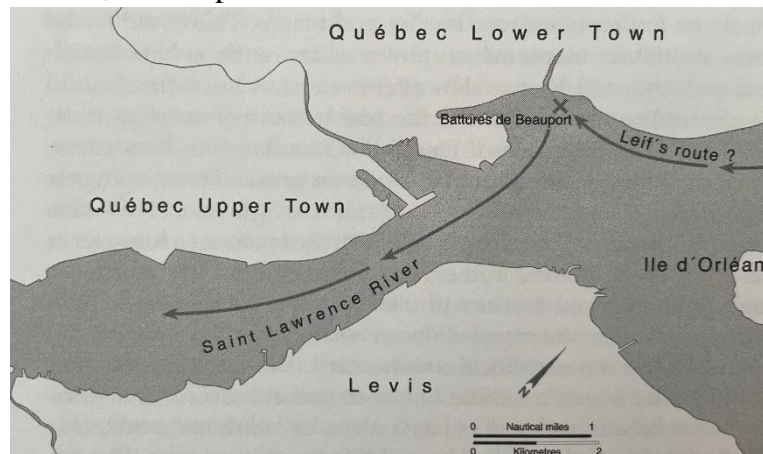 Québec Lower Town
Battures de Beauport
Leif´s route ?
Québec Upper Town
Ile d´Orléan
Saint Lawrence River
Levis
N
0 Nautical miles 1
0 Kilometres 2